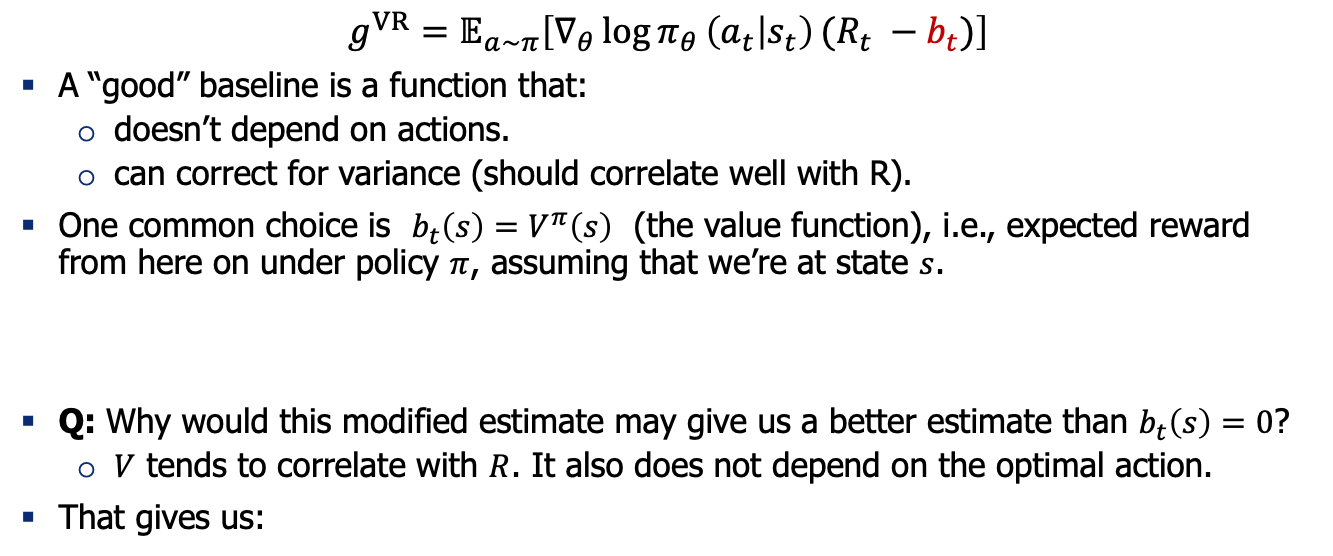 g^VR = 𝔼_{a∼π}[∇_θ log π_θ (a_t|s_t) (R_t − b_t)]
▪ A “good” baseline is a function that:
○ doesn’t depend on actions.
○ can correct for variance (should correlate well with R).
▪ One common choice is b_t(s) = V^π(s) (the value function), i.e., expected reward
from here on under policy π, assuming that we’re at state s.
▪ Q: Why would this modified estimate may give us a better estimate than b_t(s) = 0?
○ V tends to correlate with R. It also does not depend on the optimal action.
▪ That gives us: